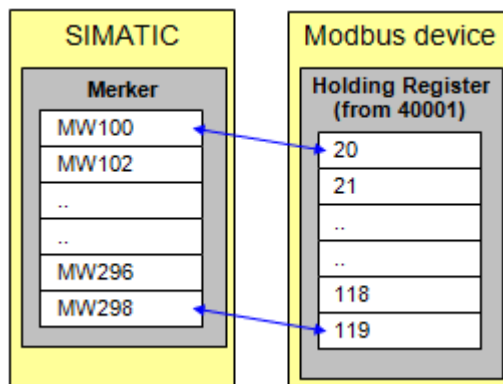 SIMATIC
Merker
MW100
MW102
..
..
MW296
MW298
Modbus device
Holding Register
(from 40001)
20
21
..
..
118
119